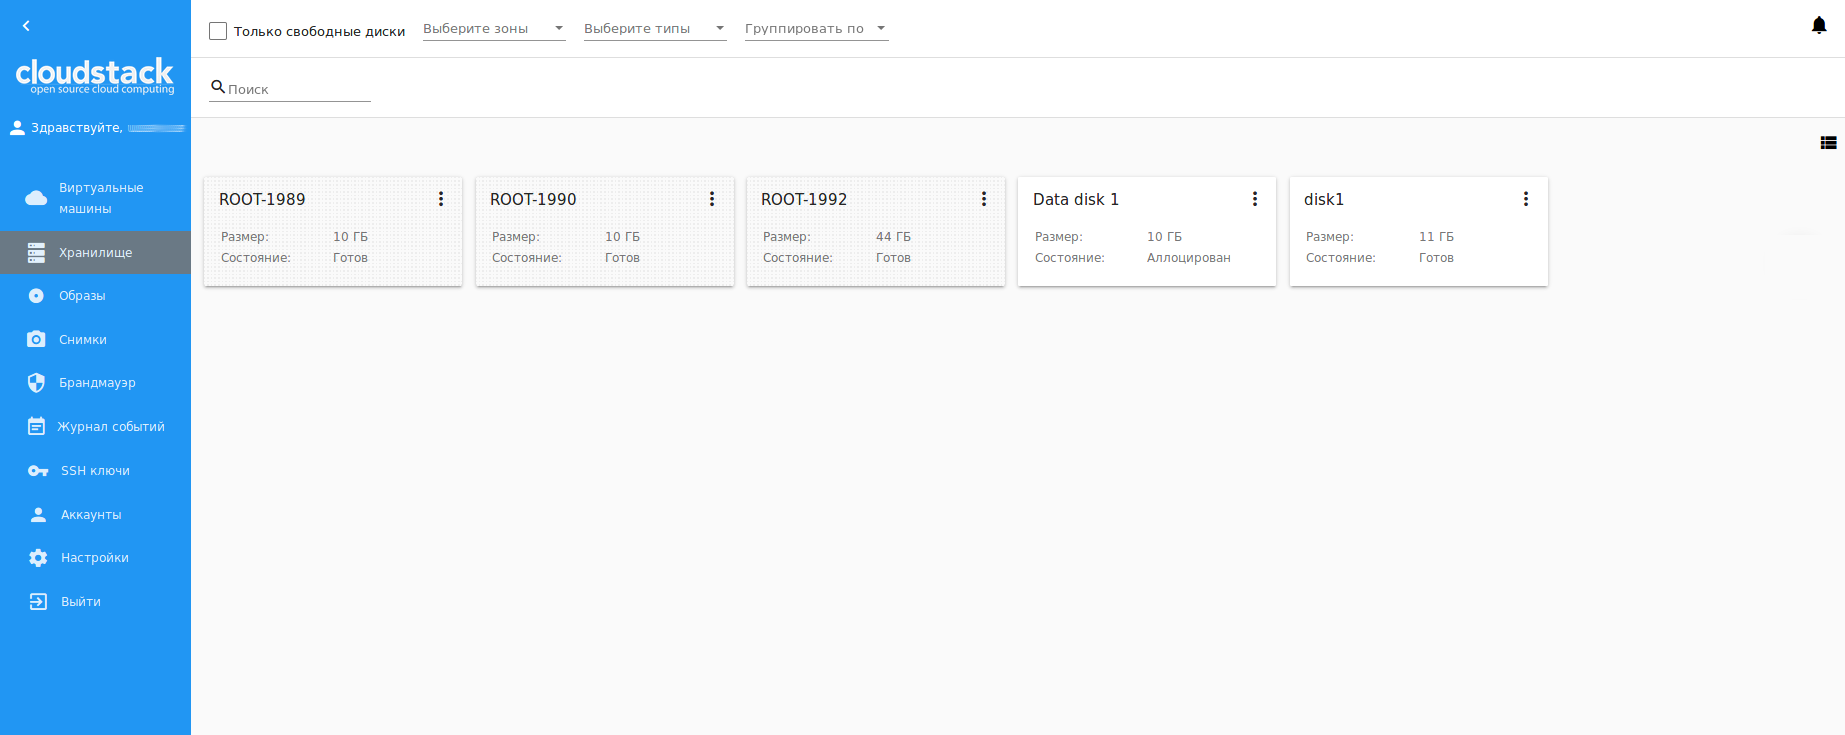 Только свободные диски
Выберите зоны
Выберите типы
Группировать по
Поиск
cloudstack
open source cloud computing
Здравствуйте,
Виртуальные
машины
Хранилище
Образы
Снимки
Брандмауэр
Журнал событий
SSH ключи
Аккаунты
Настройки
Выйти
ROOT-1989
Размер: 10 ГБ
Состояние: Готов
ROOT-1990
Размер: 10 ГБ
Состояние: Готов
ROOT-1992
Размер: 44 ГБ
Состояние: Готов
Data disk 1
Размер: 10 ГБ
Состояние: Аллоцирован
disk1
Размер: 11 ГБ
Состояние: Готов